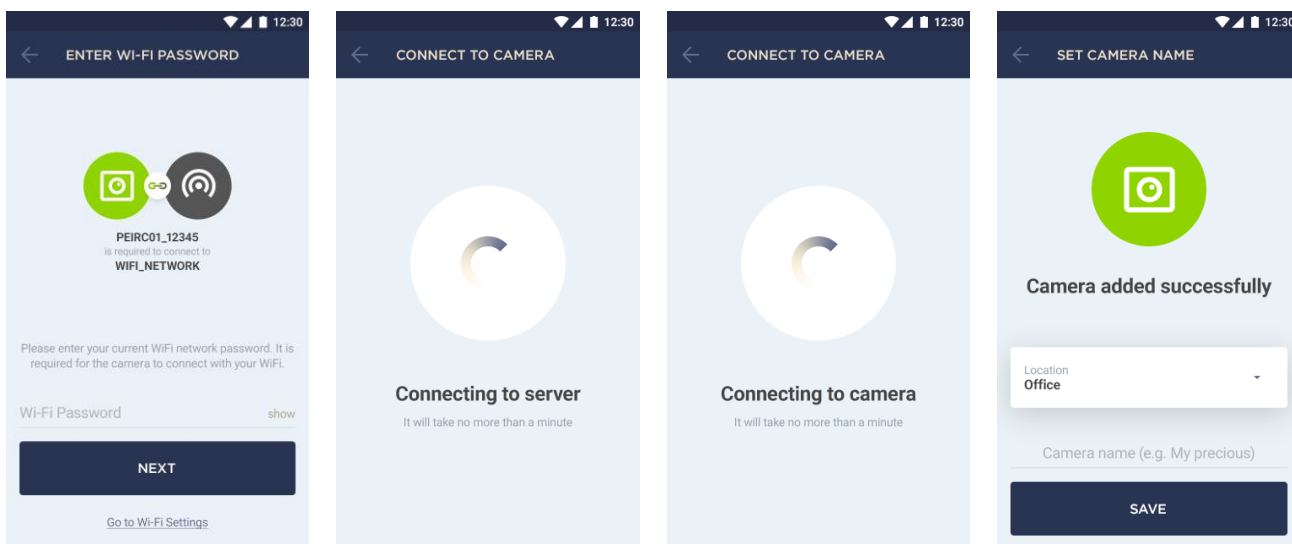 12:30
ENTER WI-FI PASSWORD
PEIRC01_12345
is required to connect to
WIFI_NETWORK
Please enter your current WiFi network password. It is
required for the camera to connect with your WiFi.
Wi-Fi Password
show
NEXT
Go to Wi-Fi Settings
12:30
CONNECT TO CAMERA
Connecting to server
It will take no more than a minute
12:30
CONNECT TO CAMERA
Connecting to camera
It will take no more than a minute
12:30
SET CAMERA NAME
Camera added successfully
Location
Office
Camera name (e.g. My precious)
SAVE